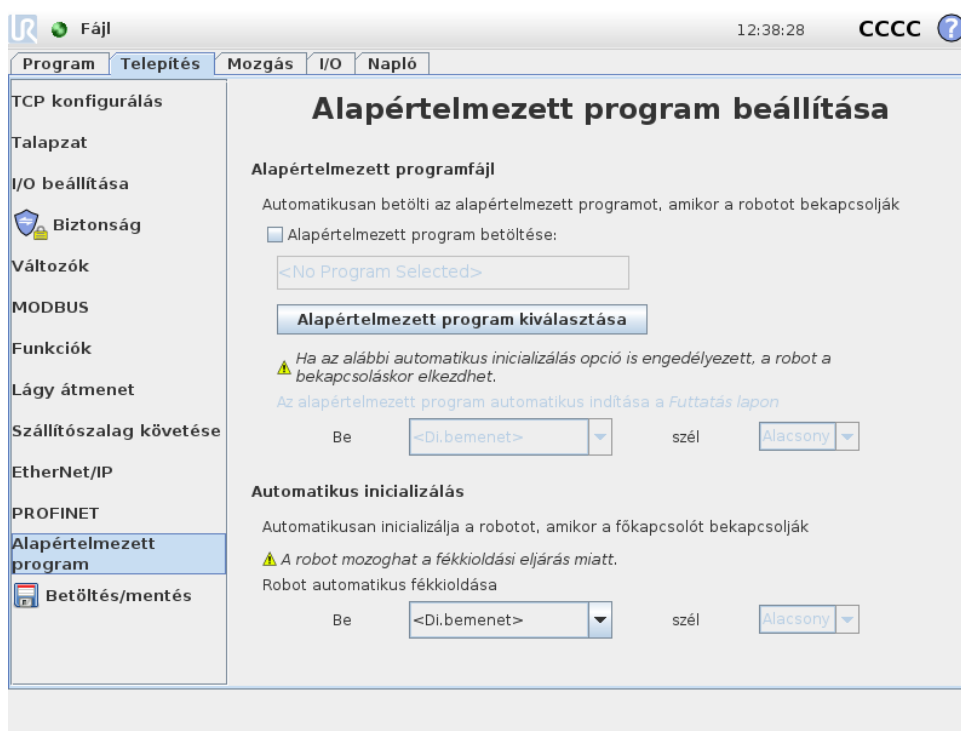 UR Fájl 12:38:28 CCCC ?
Program Telepítés Mozgás I/O Napló
TCP konfigurálás
Talapzat
I/O beállítása
Biztonság
Változók
MODBUS
Funkciók
Lágy átmenet
Szállítószalag követése
EtherNet/IP
PROFINET
Alapértelmezett
program
Betöltés/mentés
Alapértelmezett program beállítása
Alapértelmezett programfájl
Automatikusan betölti az alapértelmezett programot, amikor a robotot bekapcsolják
Alapértelmezett program betöltése:
<No Program Selected>
Alapértelmezett program kiválasztása
Ha az alábbi automatikus inicializálás opció is engedélyezett, a robot a
bekapcsoláskor elkezdhet.
Az alapértelmezett program automatikus indítása a Futtatás lapon
Be <Di.bemenet> szél Alacsony
Automatikus inicializálás
Automatikusan inicializálja a robotot, amikor a főkapcsolót bekapcsolják
A robot mozoghat a fékkioldási eljárás miatt.
Robot automatikus fékkioldása
Be <Di.bemenet> szél Alacsony